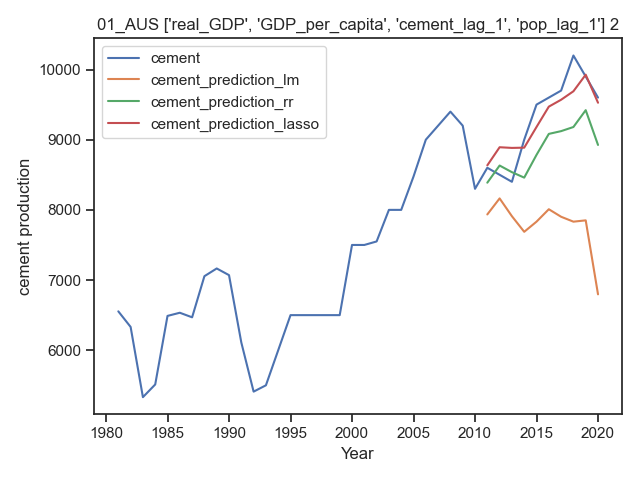 01_AUS ['real_GDP', 'GDP_per_capita', 'cement_lag_1', 'pop_lag_1'] 2
cement
cement_prediction_lm
cement_prediction_rr
cement_prediction_lasso
cement production
10000
9000
8000
7000
6000
1980 1985 1990 1995 2000 2005 2010 2015 2020
Year